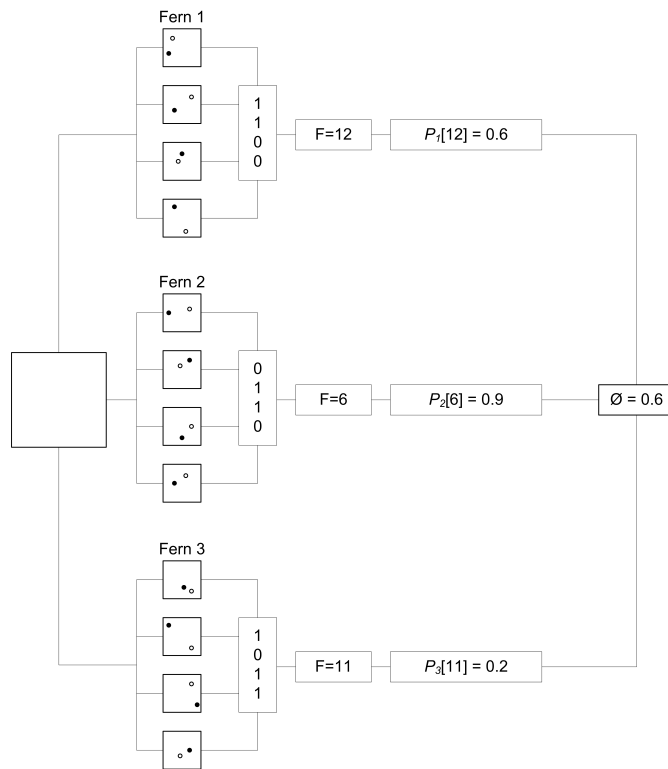 Fern 1
1
1
0
0
F=12
P₁[12] = 0.6
Fern 2
0
1
1
0
F=6
P₂[6] = 0.9
Ø = 0.6
Fern 3
1
0
1
1
F=11
P₃[11] = 0.2